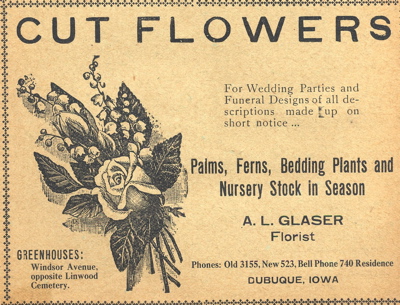 CUT FLOWERS
For Wedding Parties and
Funeral Designs of all de-
scriptions made up on
short notice ...
Palms, Ferns, Bedding Plants and
Nursery Stock in Season
A. L. GLASER
Florist
GREENHOUSES:
Windsor Avenue,
opposite Linwood
Cemetery.
Phones: Old 3155, New 523, Bell Phone 740 Residence
DUBUQUE, IOWA